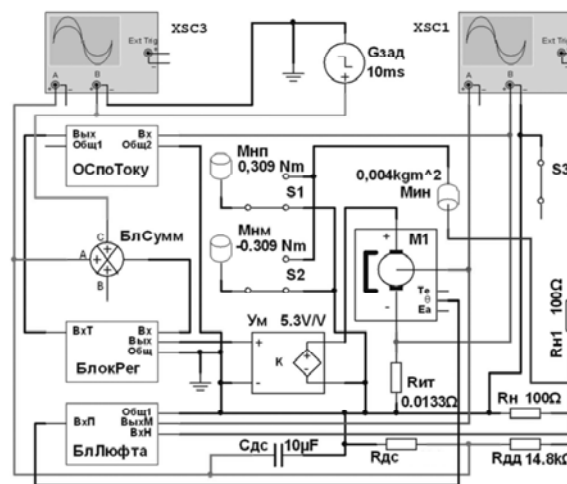 XSC3
XSC1
Ext Trig
Ext Trig
A
B
A
B
Gзад
10ms
Вых
Вх
Общ1
Общ2
ОСпоТоку
Мнп
0,309 Nm
S1
0,004kgm^2
Мин
S3
Мнм
-0.309 Nm
S2
М1
C
БлСумм
A
B
Te
θ
Ea
100Ω
Rн1
Ум
5.3V/V
ВхТ
Вх
Вых
Общ
БлокРег
K
Rит
0.0133Ω
Rн
100Ω
ВхП
Общ1
ВыхМ
ВхН
БлЛюфта
Сдс
10µF
Rдс
Rдд
14.8kΩ